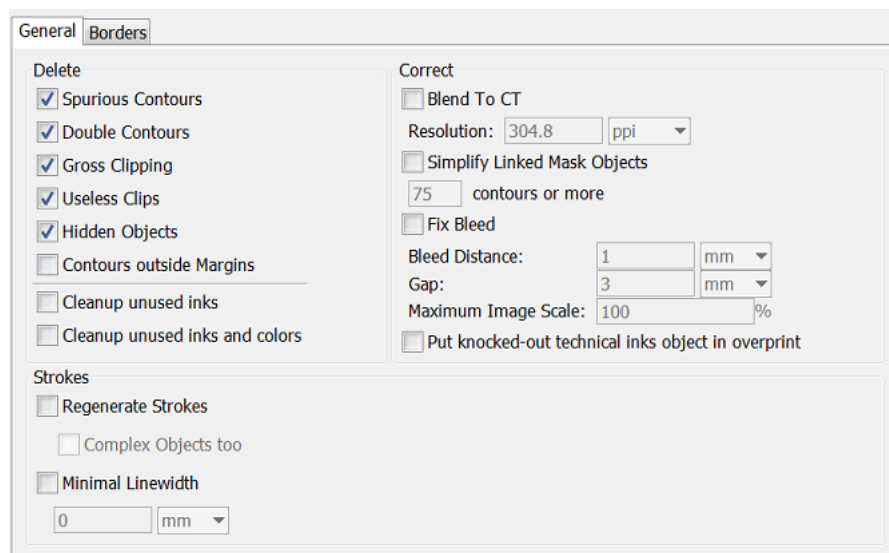 General
Borders
Delete
Spurious Contours
Double Contours
Gross Clipping
Useless Clips
Hidden Objects
Contours outside Margins
Cleanup unused inks
Cleanup unused inks and colors
Correct
Blend To CT
Resolution: 304.8 ppi
Simplify Linked Mask Objects
75 contours or more
Fix Bleed
Bleed Distance: 1 mm
Gap: 3 mm
Maximum Image Scale: 100 %
Put knocked-out technical inks object in overprint
Strokes
Regenerate Strokes
Complex Objects too
Minimal Linewidth
0 mm